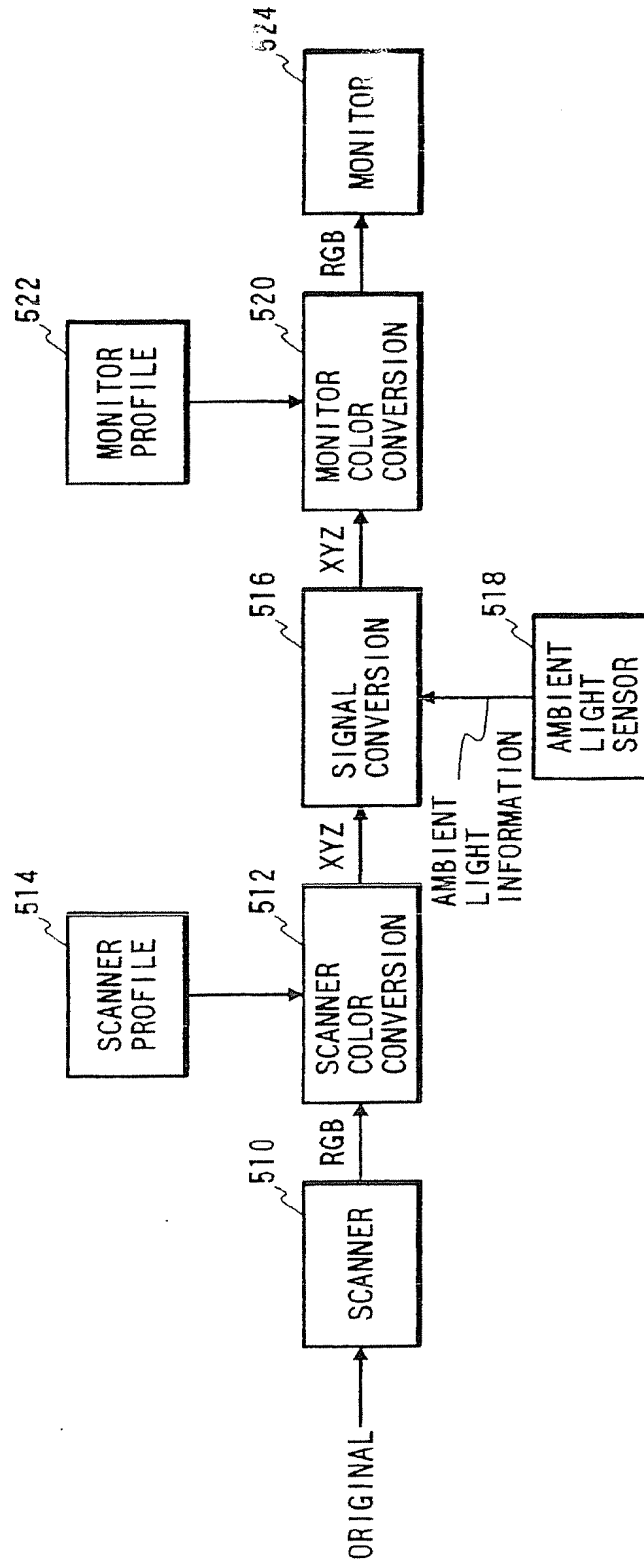 ORIGINAL
510
SCANNER
RGB
514
SCANNER
PROFILE
512
SCANNER
COLOR
CONVERSION
XYZ
516
SIGNAL
CONVERSION
AMBIENT
LIGHT
INFORMATION
518
AMBIENT
LIGHT
SENSOR
XYZ
522
MONITOR
PROFILE
520
MONITOR
COLOR
CONVERSION
RGB
524
MONITOR